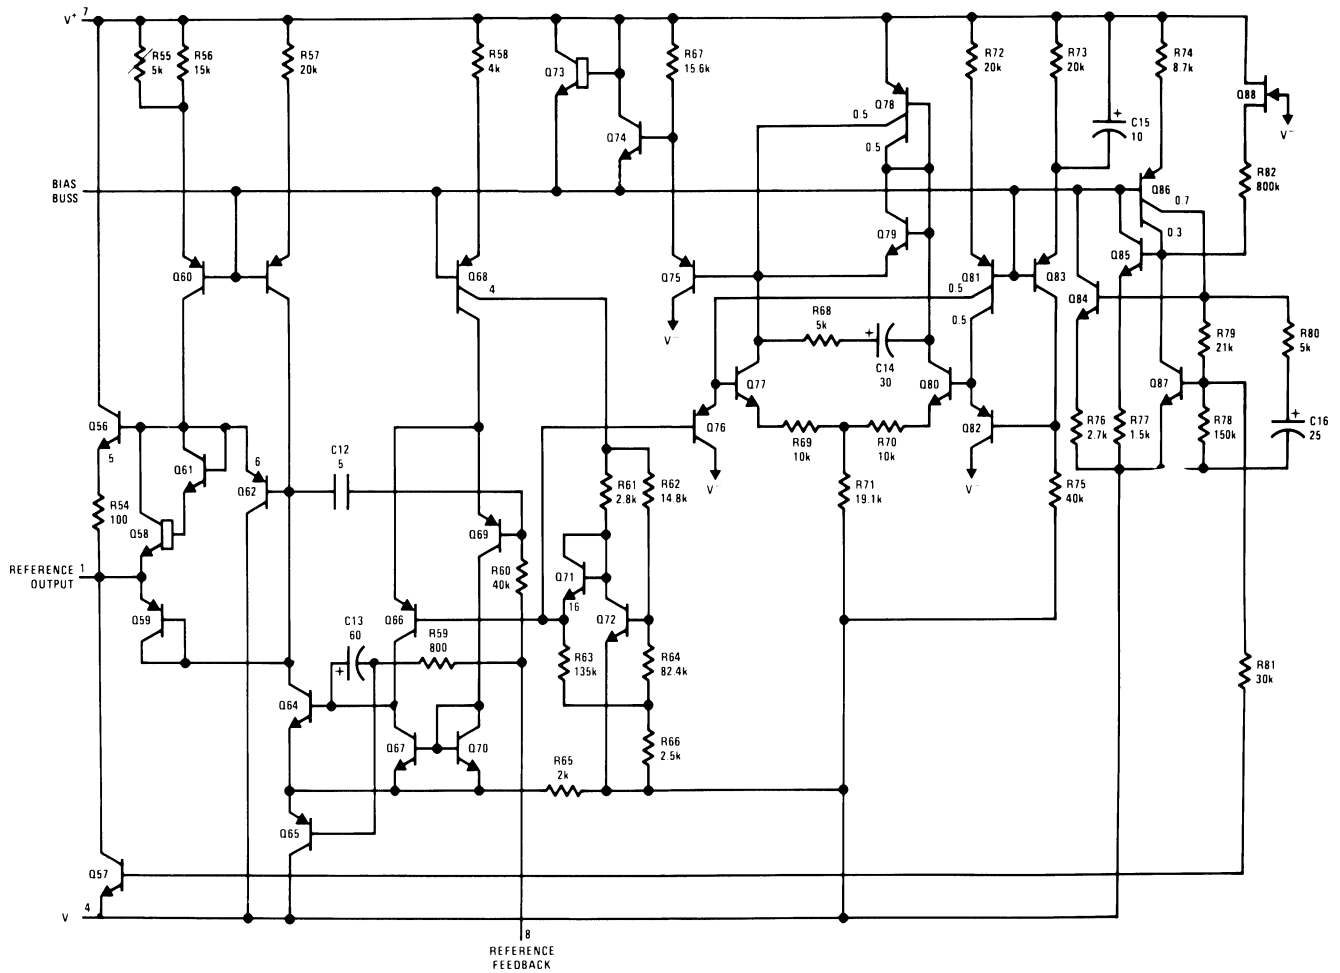 V+ 7
R55
5k
R56
15k
R57
20k
R58
4k
Q73
R67
15.6k
Q74
Q78
0.5
0.5
R72
20k
R73
20k
C15
10
R74
8.7k
Q88
V-
R82
800k
BIAS
BUSS
Q86
0.7
0.3
Q79
Q85
Q60
Q68
4
Q75
V-
Q81
0.5
0.5
Q83
Q84
R68
5k
C14
30
R79
21k
R80
5k
Q77
Q80
Q87
Q56
5
Q61
6
Q62
C12
5
Q76
V-
R69
10k
R70
10k
Q82
V-
R76
2.7k
R77
1.5k
R78
150k
C16
25
R54
100
Q58
R61
2.8k
R62
14.8k
R71
19.1k
R75
40k
Q69
REFERENCE 1
OUTPUT
R60
40k
Q71
16
Q59
Q66
Q72
C13
60
R59
800
R63
135k
R64
82.4k
R81
30k
Q64
Q67
Q70
R66
2.5k
R65
2k
Q65
Q57
4
V
8
REFERENCE
FEEDBACK